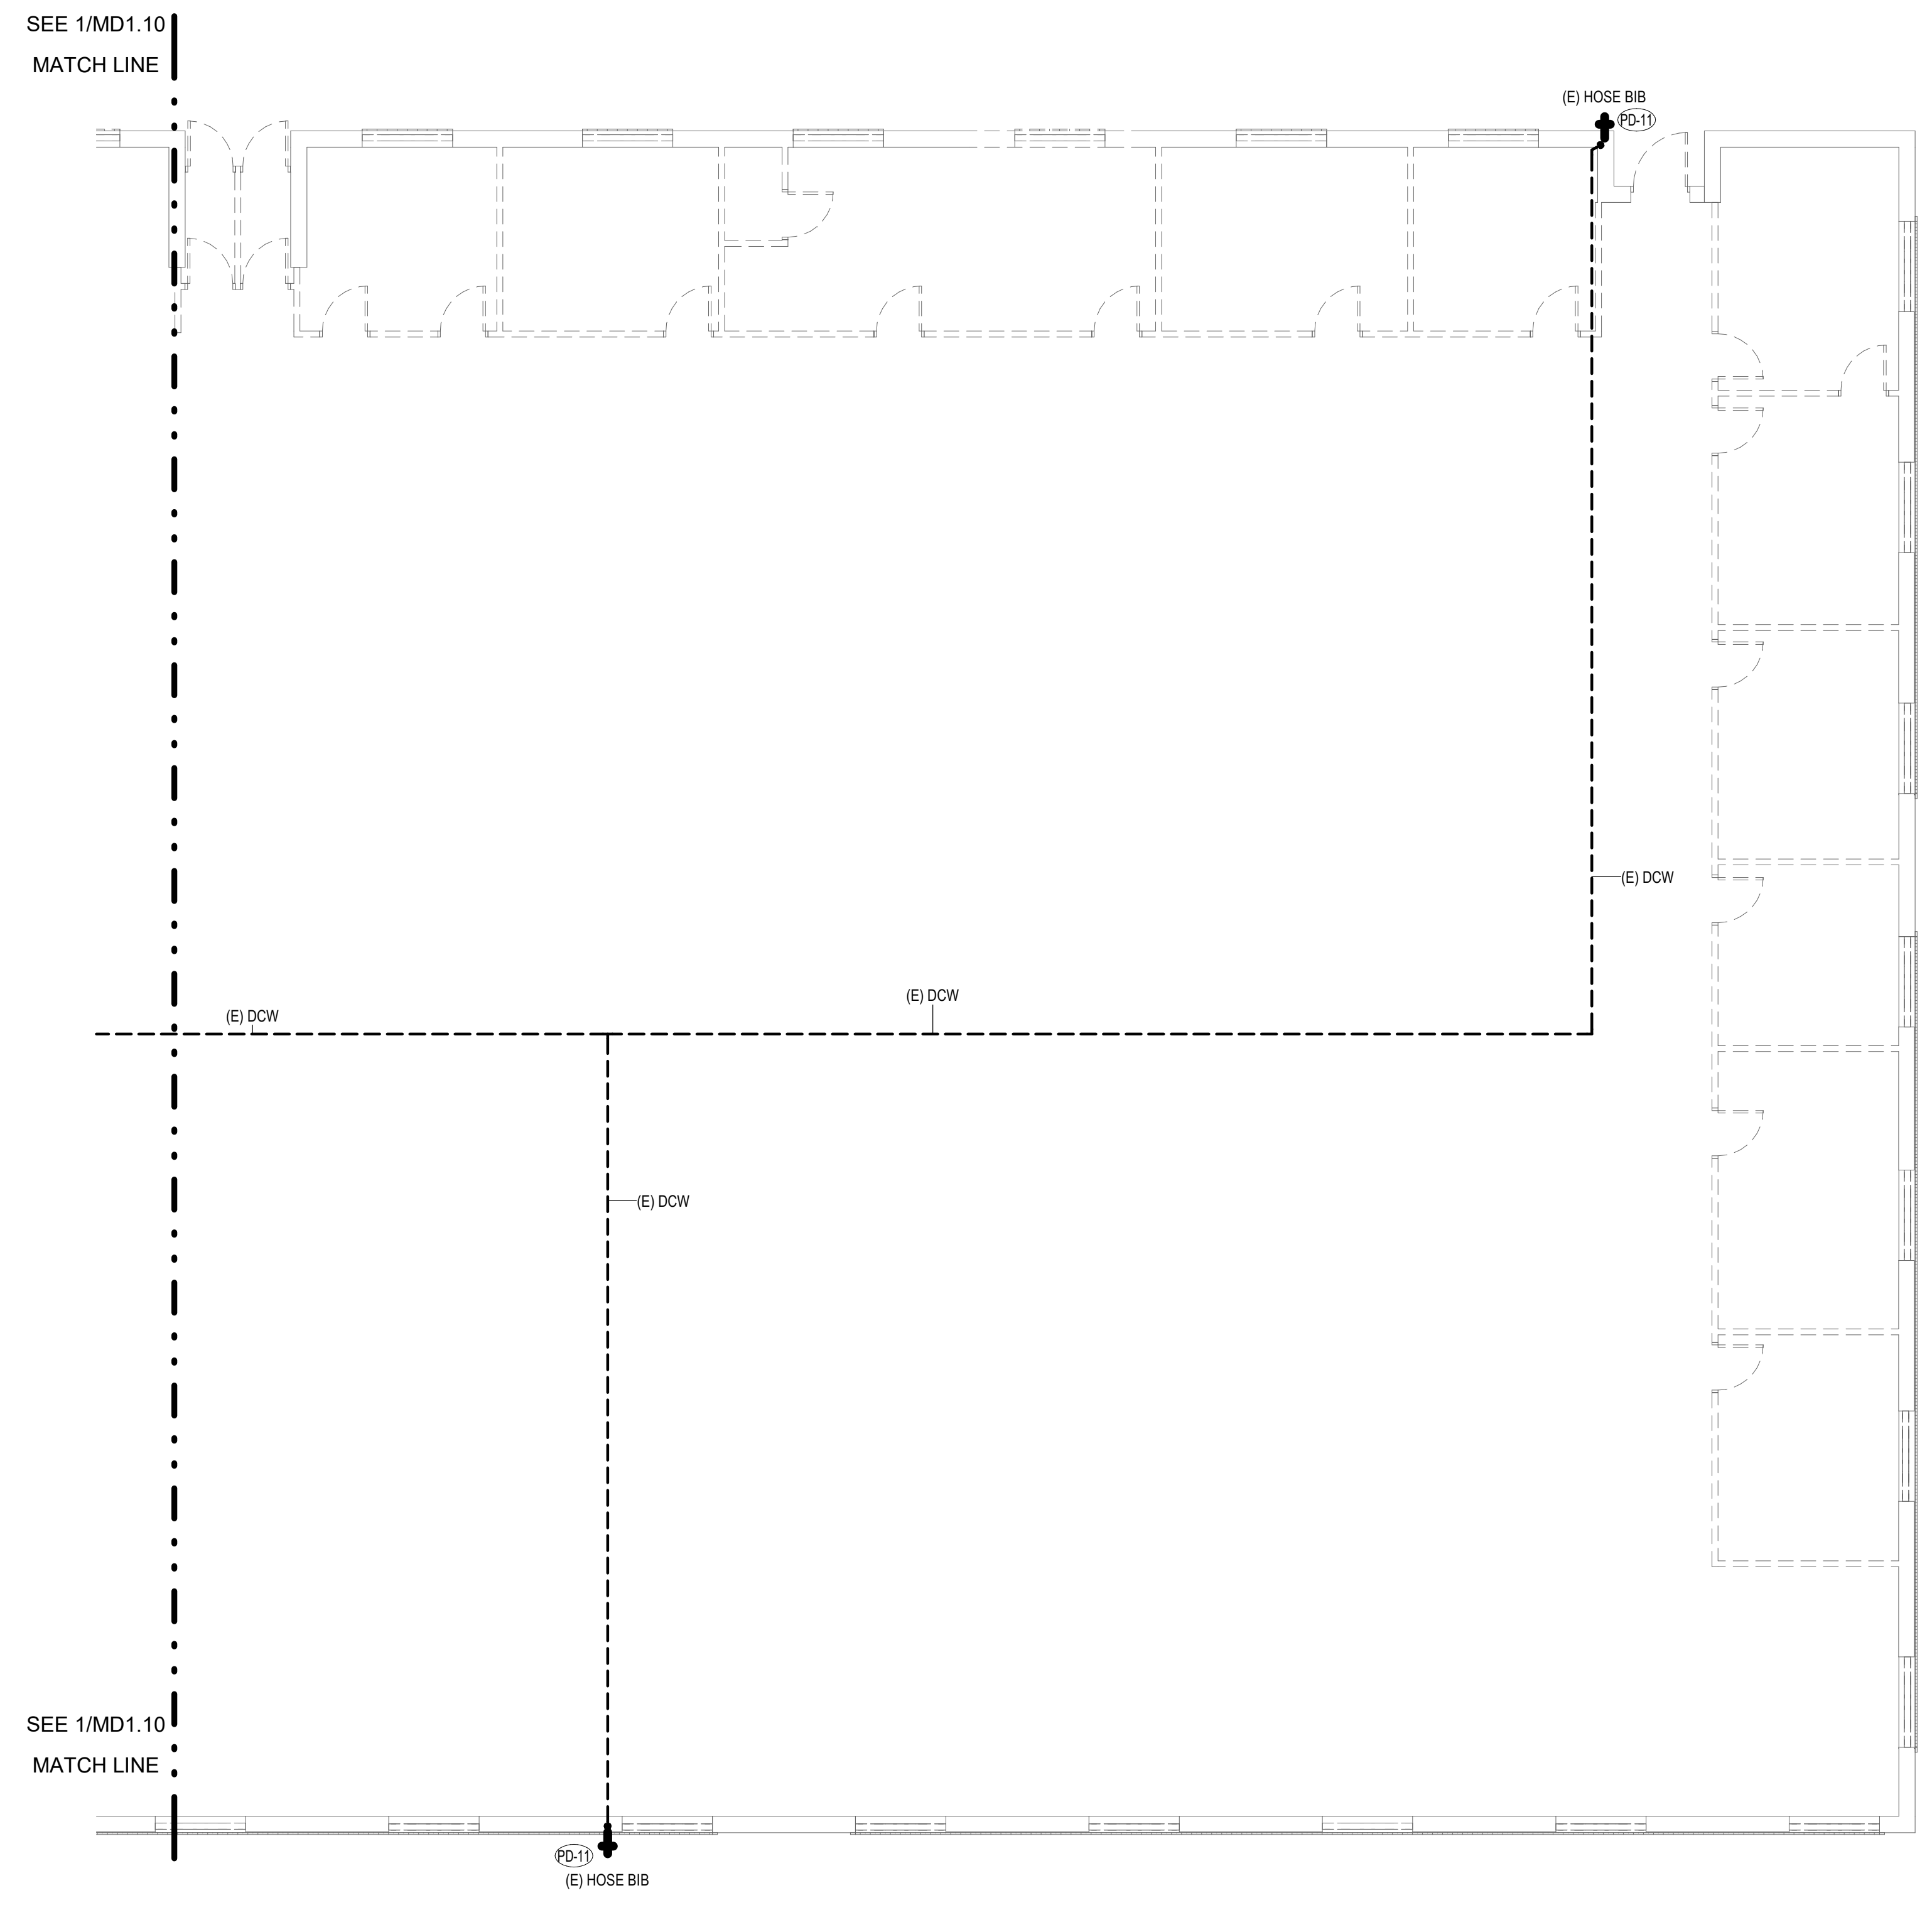 SEE 1/MD1.10
MATCH LINE
(E) HOSE BIB
PD-11
(E) DCW
(E) DCW
(E) DCW
(E) DCW
SEE 1/MD1.10
MATCH LINE
PD-11
(E) HOSE BIB